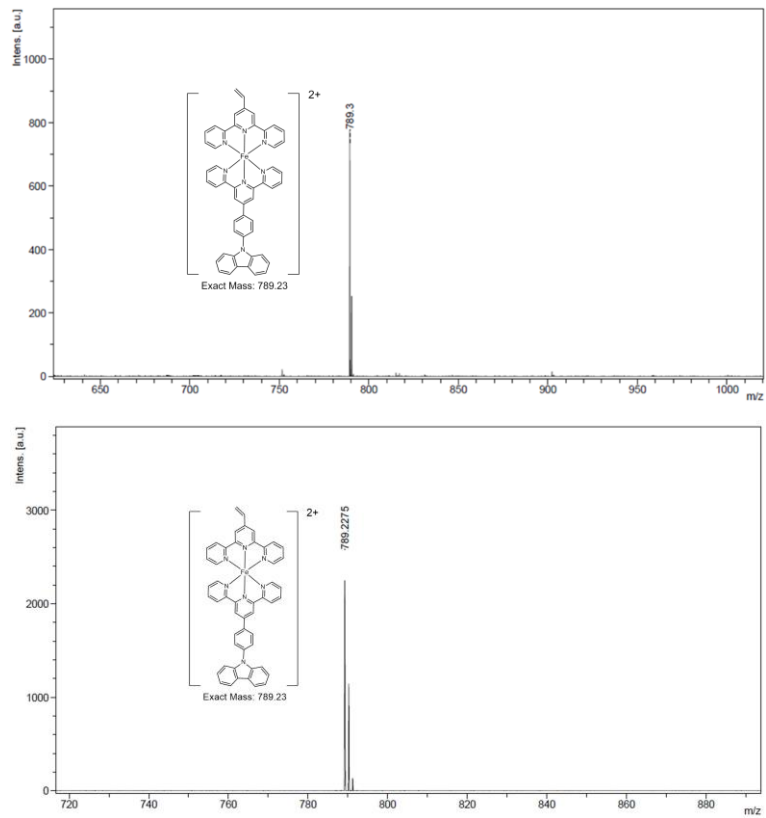 Intens. [a.u.]
1000
800
600
400
200
0
789.3
2+
N
N
N
Fe
N
N
N
N
Exact Mass: 789.23
650
700
750
800
850
900
950
1000
m/z
Intens. [a.u.]
3000
2000
1000
0
789.2275
2+
N
N
N
Fe
N
N
N
N
Exact Mass: 789.23
720
740
760
780
800
820
840
860
880
m/z